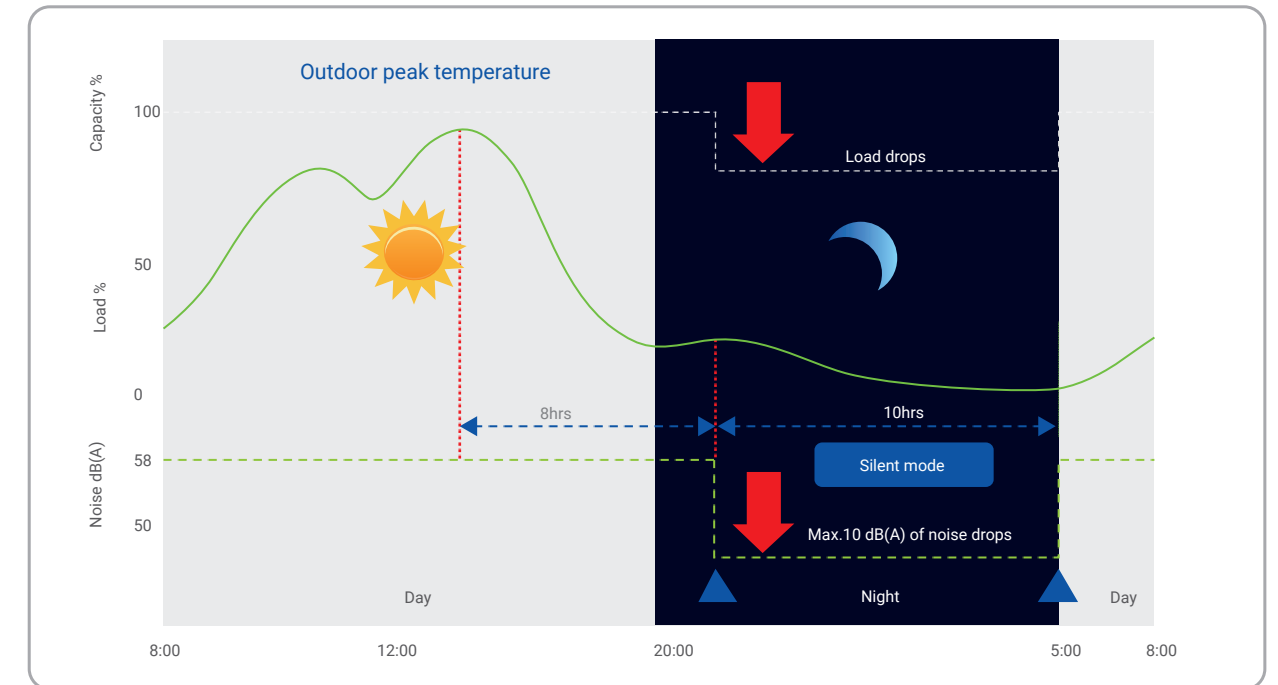 Outdoor peak temperature
Capacity %
100
Load drops
50
Load %
0
8hrs
10hrs
58
Silent mode
Noise dB(A)
50
Max.10 dB(A) of noise drops
Day
Night
Day
8:00
12:00
20:00
5:00
8:00